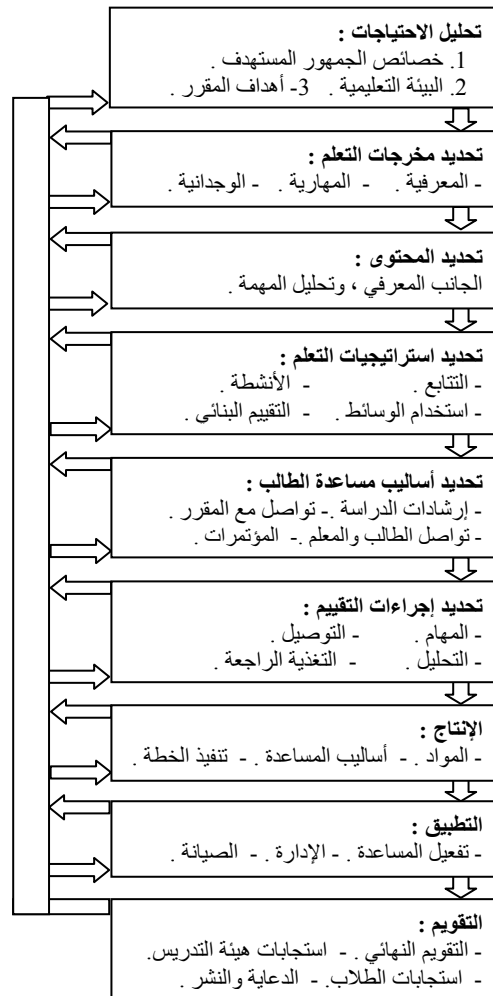 تحليل الاحتياجات :
1. خصائص الجمهور المستهدف .
2. البيئة التعليمية . 3- أهداف المقرر .
تحديد مخرجات التعلم :
- المعرفية . - المهارية . - الوجدانية .
تحديد المحتوى :
الجانب المعرفي ، وتحليل المهمة .
تحديد استراتيجيات التعلم :
- التتابع . - الأنشطة .
- استخدام الوسائط . - التقييم البنائي .
تحديد أساليب مساعدة الطالب :
- إرشادات الدراسة .- تواصل مع المقرر .
- تواصل الطالب والمعلم .- المؤتمرات .
تحديد إجراءات التقييم :
- المهام . - التوصيل .
- التحليل . - التغذية الراجعة .
الإنتاج :
- المواد . - أساليب المساعدة . - تنفيذ الخطة .
التطبيق :
- تفعيل المساعدة . - الإدارة . - الصيانة .
التقويم :
- التقويم النهائي . - استجابات هيئة التدريس.
- استجابات الطلاب.- الدعاية والنشر .